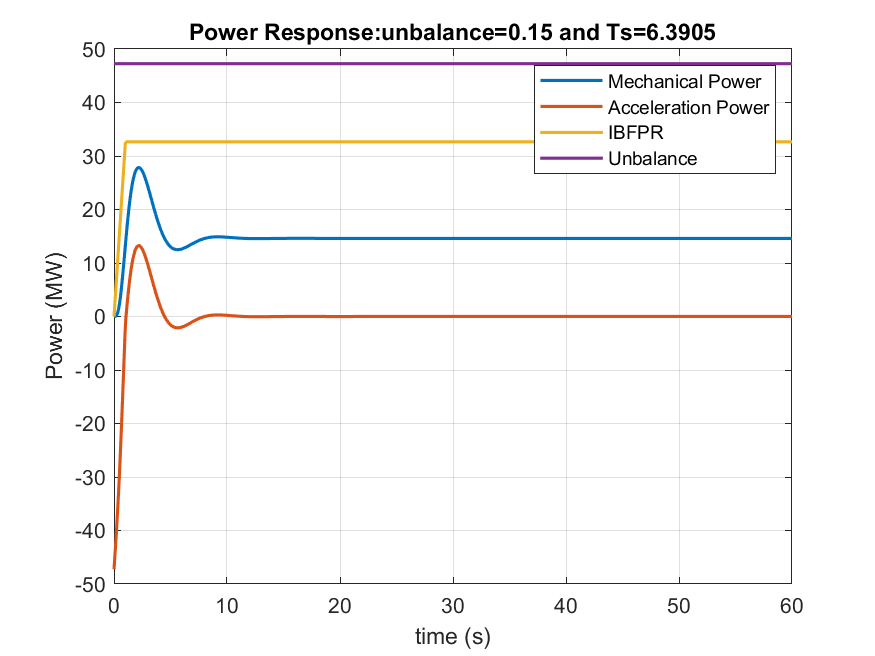 Power Response:unbalance=0.15 and Ts=6.3905
Mechanical Power
Acceleration Power
IBFPR
Unbalance
Power (MW)
50
40
30
20
10
0
-10
-20
-30
-40
-50
0 10 20 30 40 50 60
time (s)